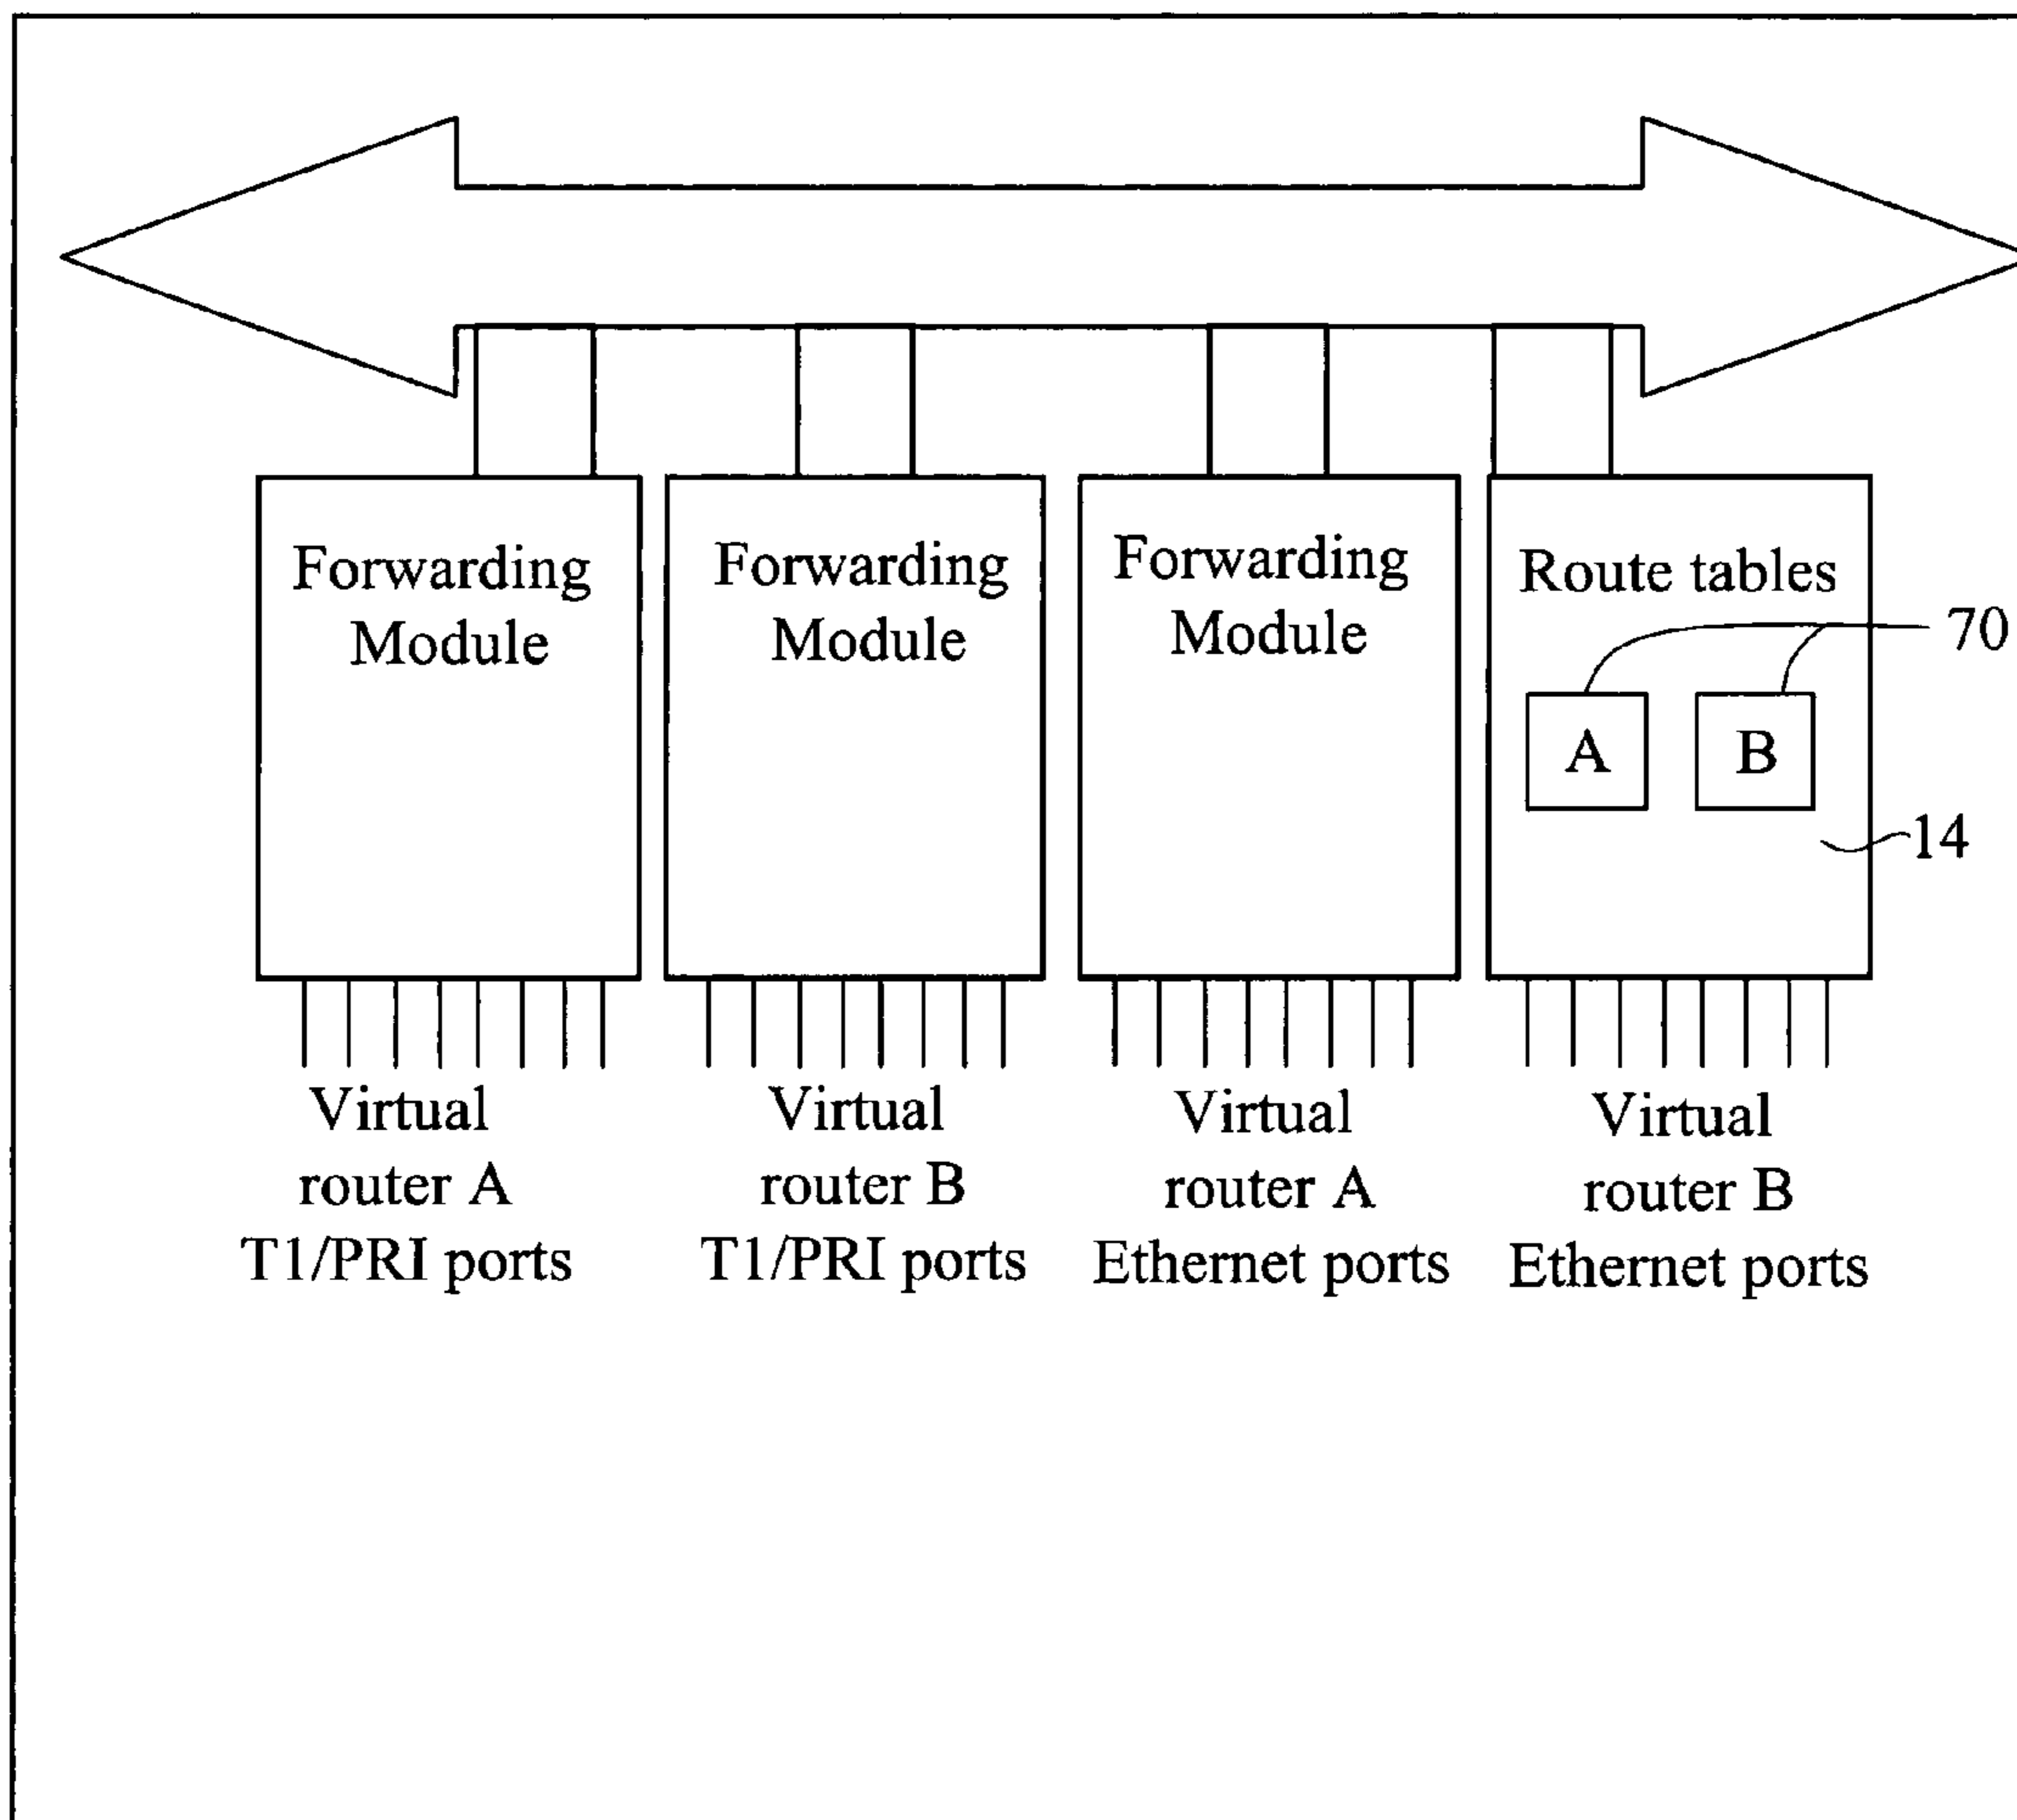 Forwarding
Module
Forwarding
Module
Forwarding
Module
Route tables
70
A
B
14
Virtual
router A
T1/PRI ports
Virtual
router B
T1/PRI ports
Virtual
router A
Ethernet ports
Virtual
router B
Ethernet ports